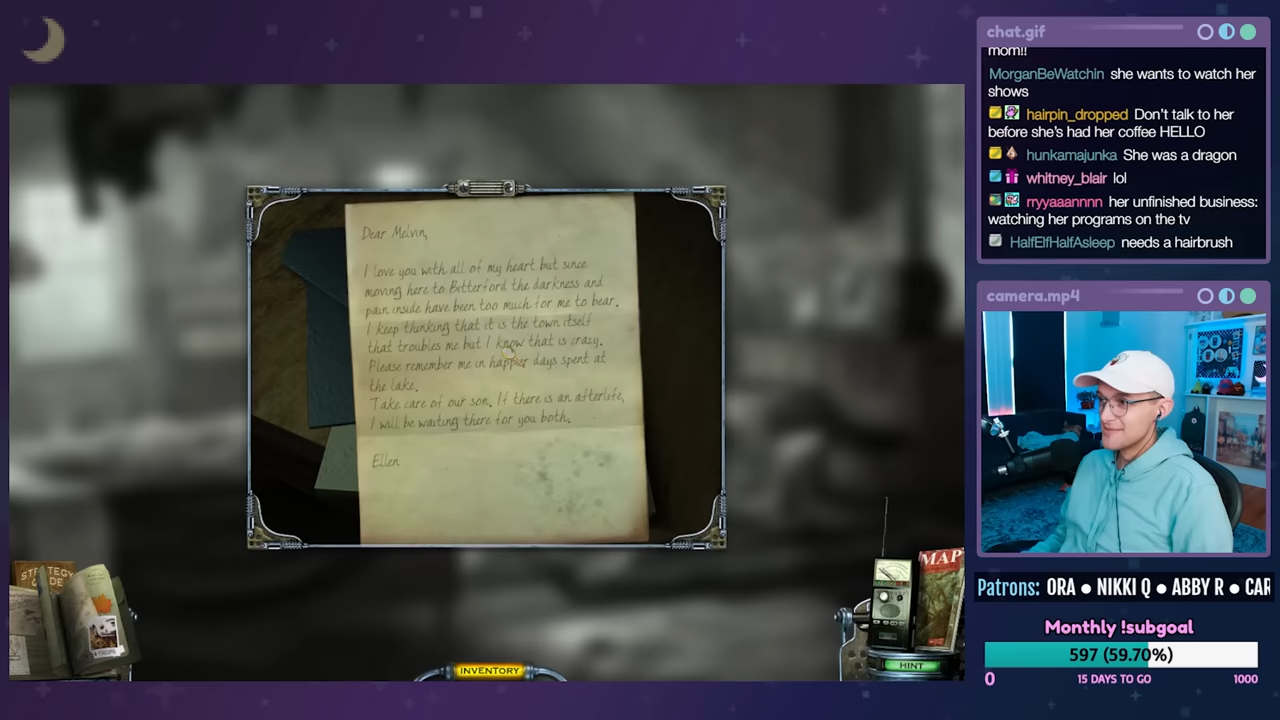 chat.gif
mom!!
MorganBeWatchin she wants to watch her
shows
hairpin_dropped Don't talk to her
before she's had her coffee HELLO
hunkamajunka She was a dragon
whitney_blair lol
rryyaaannnn her unfinished business:
watching her programs on the tv
HalfElfHalfAsleep needs a hairbrush
Dear Melvin,
I love you with all of my heart but since
moving here to Bitterford the darkness and
pain inside have been too much for me to bear.
I keep thinking that it is the town itself
that troubles me but I know that is crazy.
Please remember me in happier days spent at
the lake.
Take care of our son. If there is an afterlife,
I will be waiting there for you both.
Ellen
camera.mp4
STRATEGY
MAP
HINT
INVENTORY
Patrons: ORA ● NIKKI Q ● ABBY R ● CAR
Monthly !subgoal
597 (59.70%)
0 15 DAYS TO GO 1000